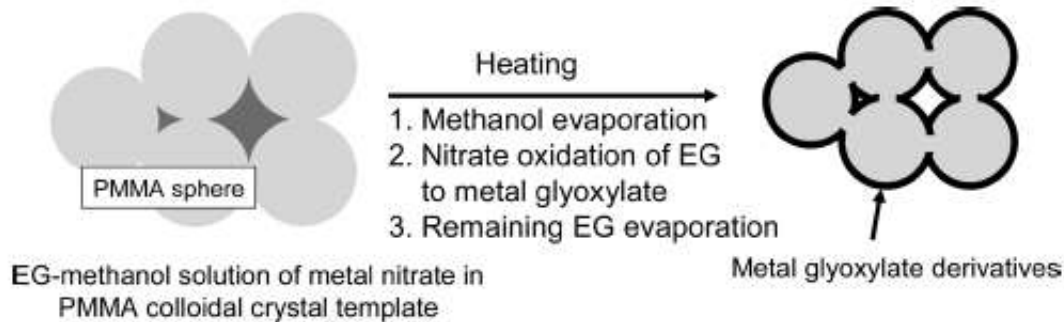 Heating
1. Methanol evaporation
2. Nitrate oxidation of EG
to metal glyoxylate
3. Remaining EG evaporation
PMMA sphere
EG-methanol solution of metal nitrate in
PMMA colloidal crystal template
Metal glyoxylate derivatives